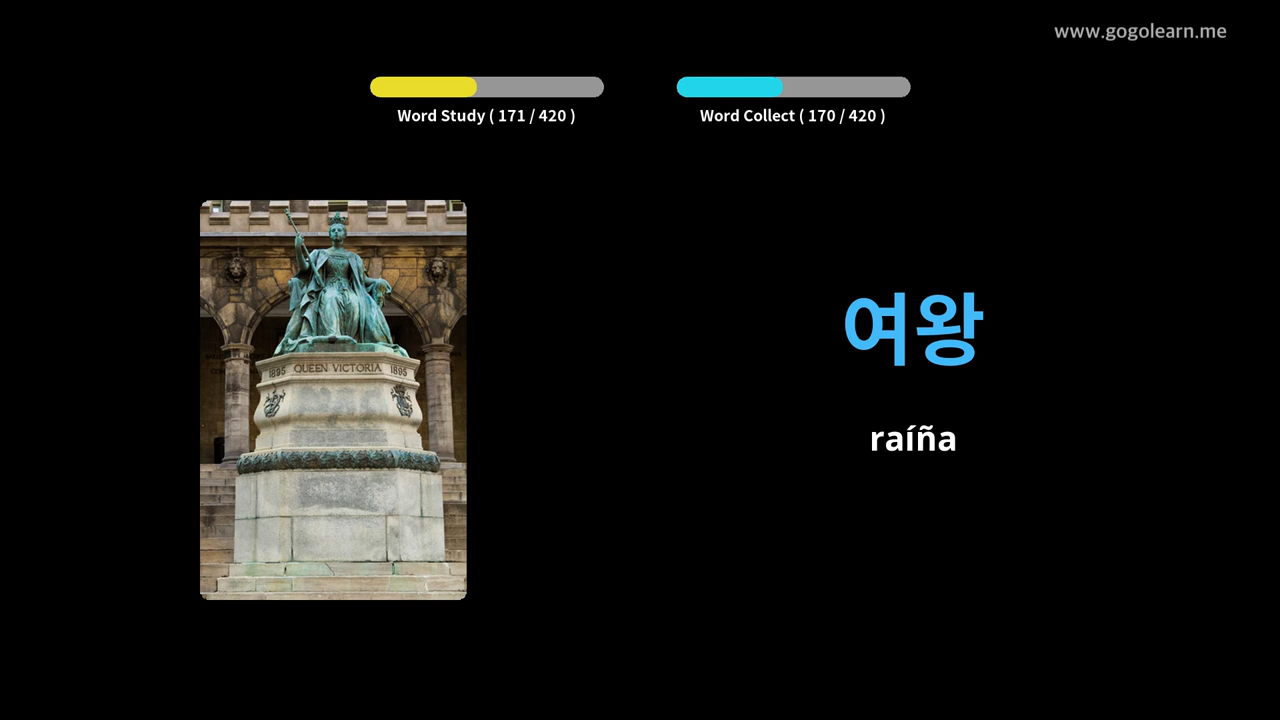 www.gogolearn.me
Word Study ( 171 / 420 )
Word Collect ( 170 / 420 )
1895 QUEEN VICTORIA 1895
여왕
raíña